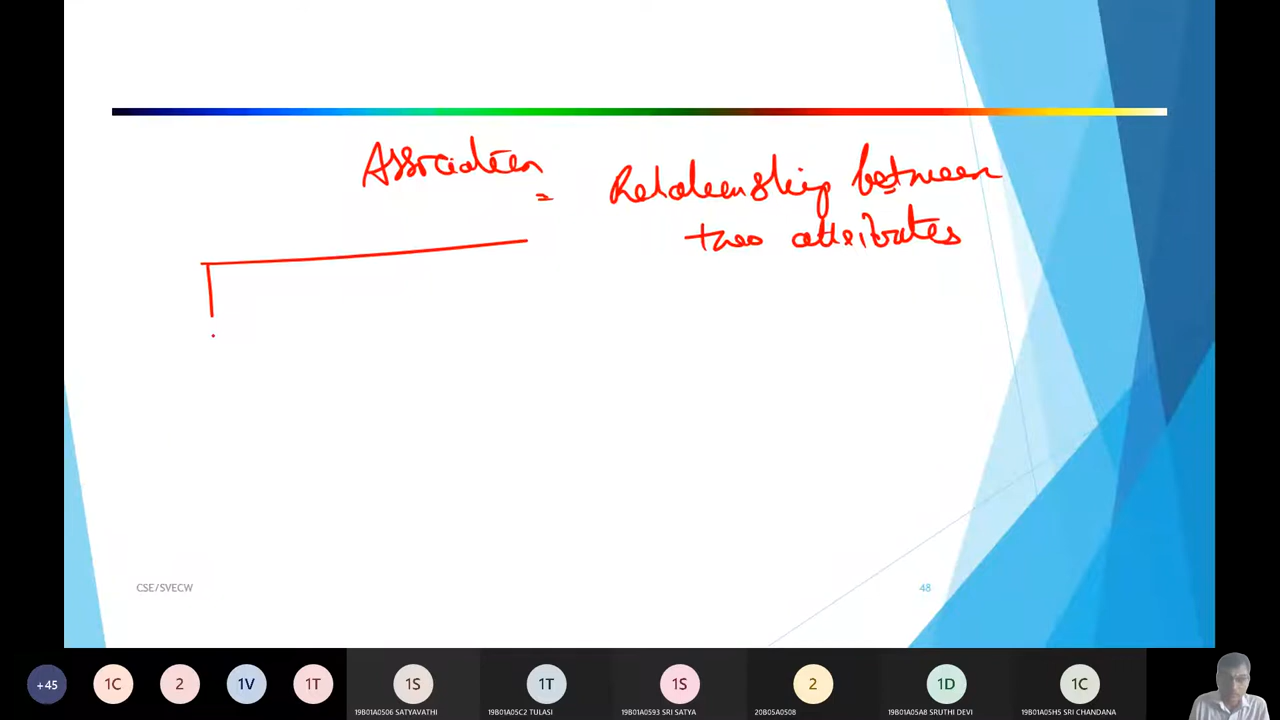 Association
= Relationship between
two attributes
CSE/SVECW
48
+45
1C
2
1V
1T
1S
1T
1S
2
1D
1C
19B01A0506 SATYAVATHI
19B01A05C2 TULASI
19B01A0593 SRI SATYA
20B05A0508
19B01A05A8 SRUTHI DEVI
19B01A05H5 SRI CHANDANA